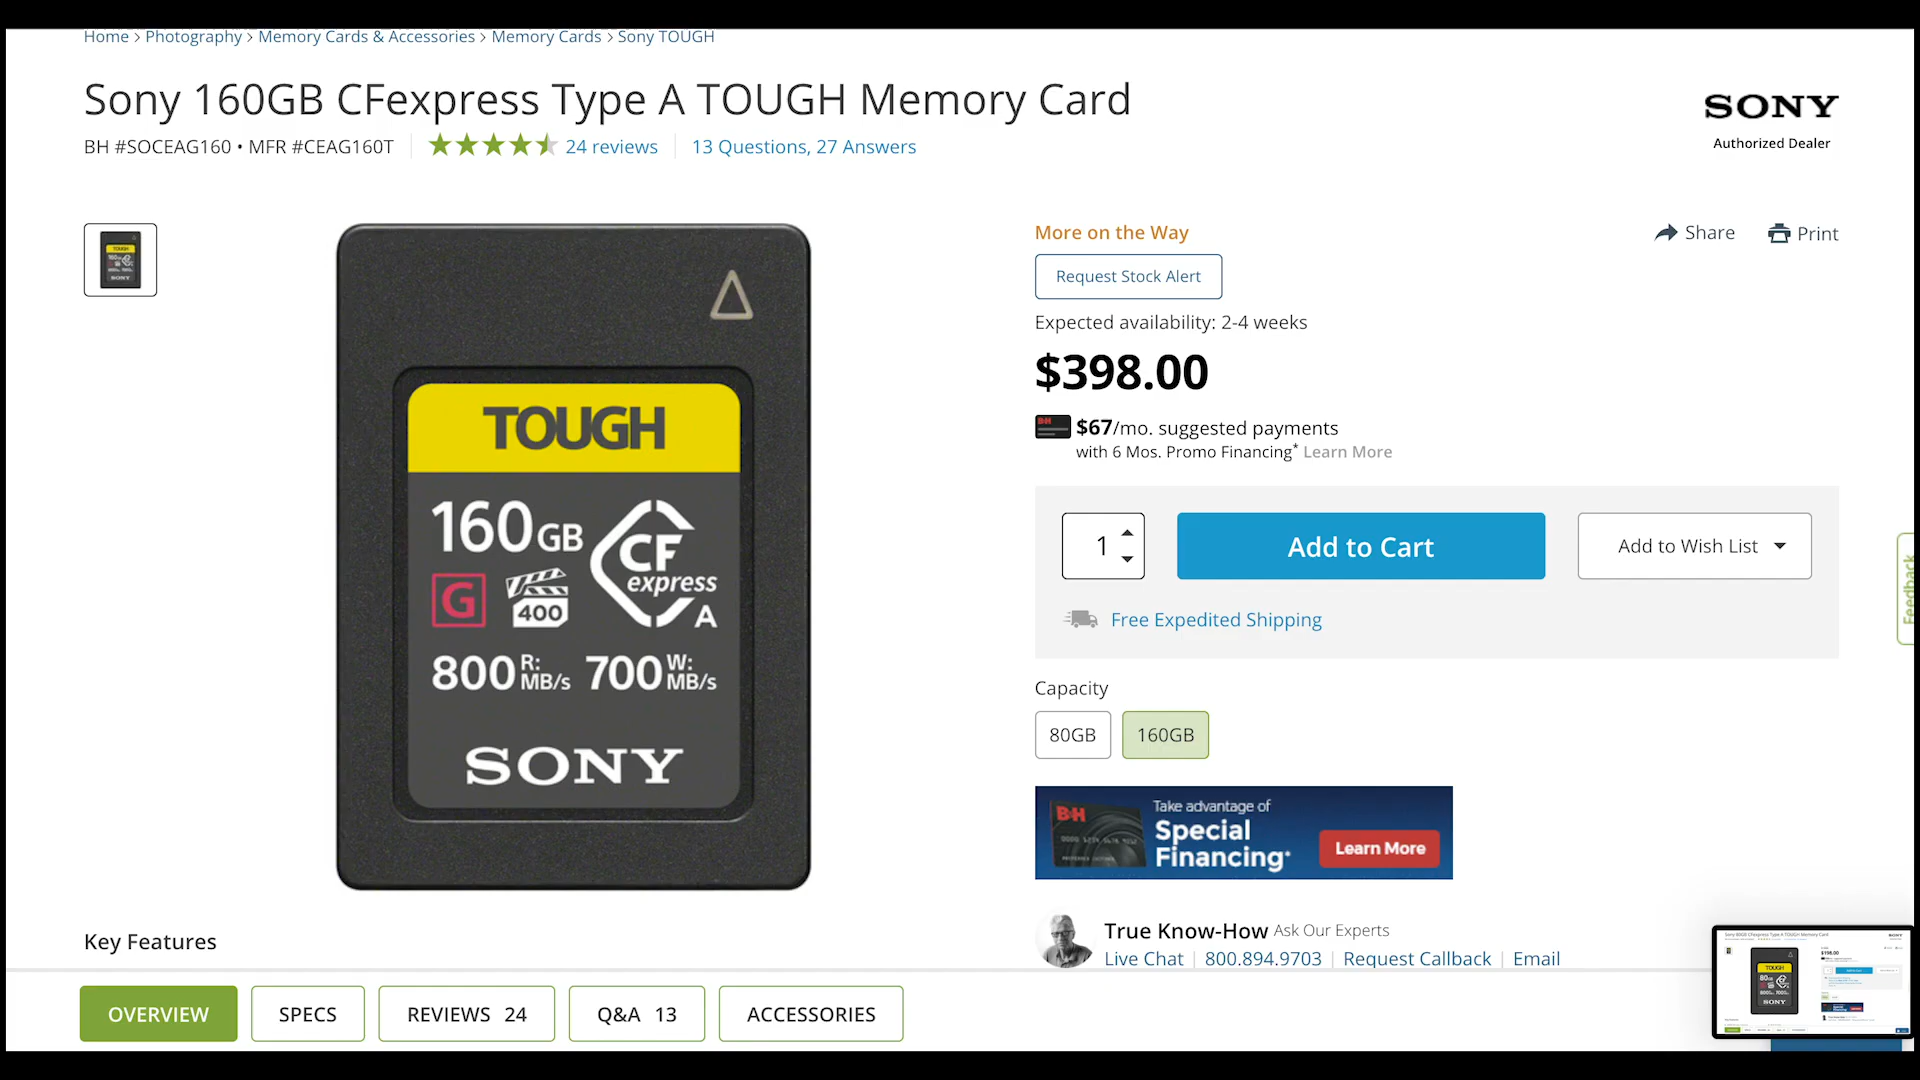 Home > Photography > Memory Cards & Accessories > Memory Cards > Sony TOUGH
Sony 160GB CFexpress Type A TOUGH Memory Card
BH #SOCEAG160 • MFR #CEAG160T
24 reviews
13 Questions, 27 Answers
SONY
Authorized Dealer
TOUGH
160GB
CF
express
A
G
400
800 R: MB/s 700 W: MB/s
SONY
More on the Way
Share
Print
Request Stock Alert
Expected availability: 2-4 weeks
$398.00
$67/mo. suggested payments
with 6 Mos. Promo Financing* Learn More
1
Add to Cart
Add to Wish List
Free Expedited Shipping
Feedback
Capacity
80GB
160GB
B&H
Take advantage of
Special
Financing*
Learn More
True Know-How Ask Our Experts
Live Chat | 800.894.9703 | Request Callback | Email
Key Features
OVERVIEW
SPECS
REVIEWS 24
Q&A 13
ACCESSORIES